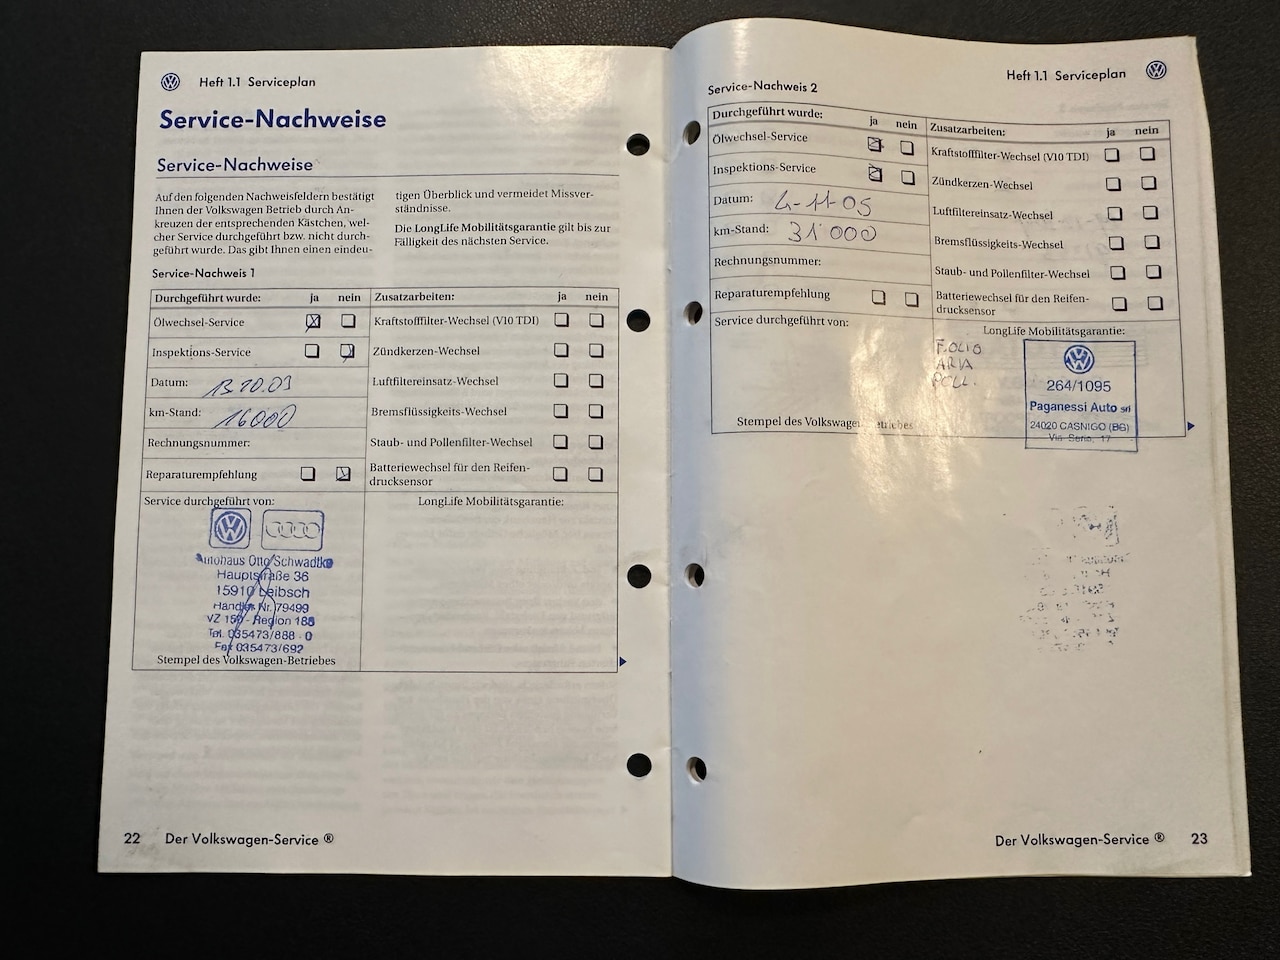 Heft 1.1 Serviceplan
Service-Nachweise
Service-Nachweise
Auf den folgenden Nachweisfeldern bestätigt
Ihnen der Volkswagen Betrieb durch An-
kreuzen der entsprechenden Kästchen, wel-
cher Service durchgeführt bzw. nicht durch-
geführt wurde. Das gibt Ihnen einen eindeu-
tigen Überblick und vermeidet Missver-
ständnisse.
Die LongLife Mobilitätsgarantie gilt bis zur
Fälligkeit des nächsten Service.
Service-Nachweis 1
Durchgeführt wurde: ja nein
Ölwechsel-Service
Inspektions-Service
Datum: 13 10.03
km-Stand: 16000
Rechnungsnummer:
Reparaturempfehlung
Zusatzarbeiten: ja nein
Kraftstofffilter-Wechsel (V10 TDI)
Zündkerzen-Wechsel
Luftfiltereinsatz-Wechsel
Bremsflüssigkeits-Wechsel
Staub- und Pollenfilter-Wechsel
Batteriewechsel für den Reifen-
drucksensor
Service durchgeführt von:
Autohaus Otto Schwadtke
Hauptstraße 36
15910 Leibsch
Händler Nr. 79499
VZ 150 - Region 188
Tel. 035473/888 - 0
Fax 035473/692
Stempel des Volkswagen-Betriebes
LongLife Mobilitätsgarantie:
22 Der Volkswagen-Service ®
Heft 1.1 Serviceplan
Service-Nachweis 2
Durchgeführt wurde: ja nein
Ölwechsel-Service
Inspektions-Service
Datum: 4-11-05
km-Stand: 31'000
Rechnungsnummer:
Reparaturempfehlung
Zusatzarbeiten: ja nein
Kraftstofffilter-Wechsel (V10 TDI)
Zündkerzen-Wechsel
Luftfiltereinsatz-Wechsel
Bremsflüssigkeits-Wechsel
Staub- und Pollenfilter-Wechsel
Batteriewechsel für den Reifen-
drucksensor
Service durchgeführt von:
Stempel des Volkswagen-Betriebes
LongLife Mobilitätsgarantie:
F.OLIO
ARIA
POLL.
264/1095
Paganessi Auto srl
24020 CASNIGO (BG)
Via Serio, 17
Der Volkswagen-Service ® 23